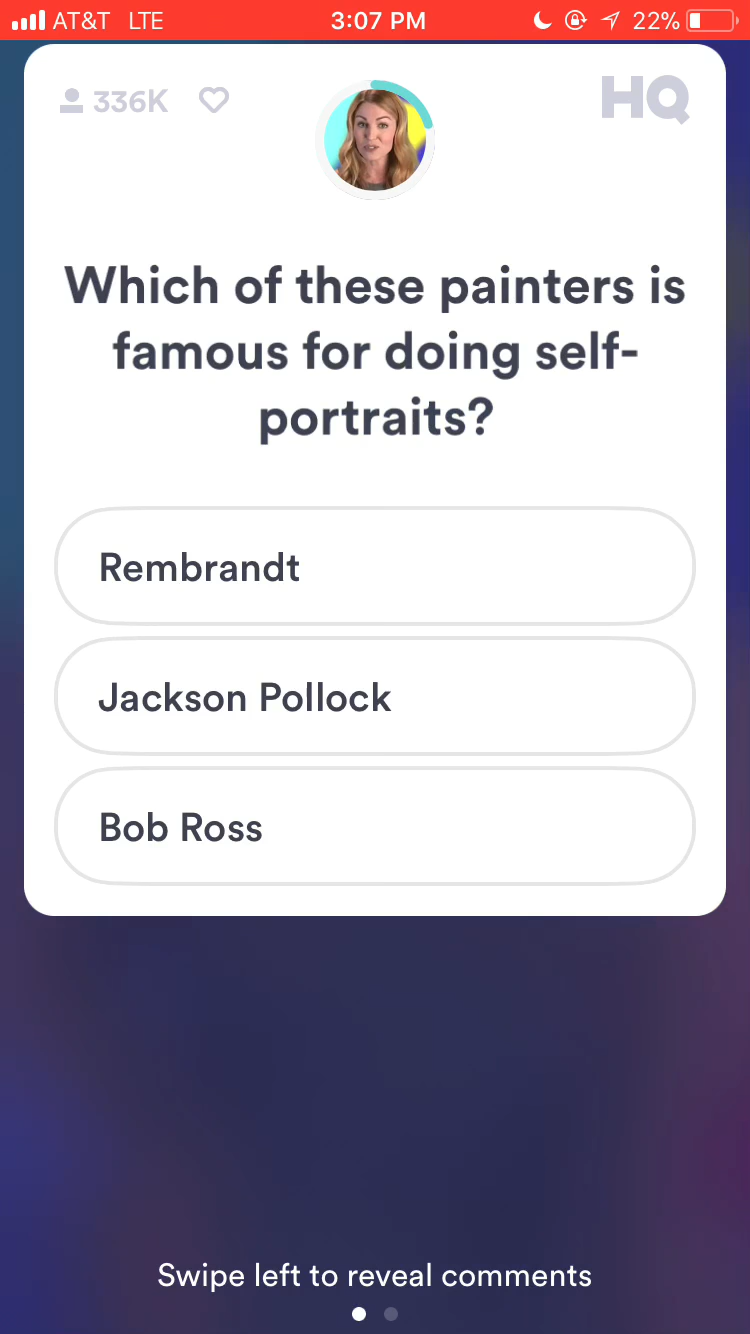 AT&T LTE 3:07 PM 22%
336K HQ
Which of these painters is
famous for doing self-
portraits?
Rembrandt
Jackson Pollock
Bob Ross
Swipe left to reveal comments